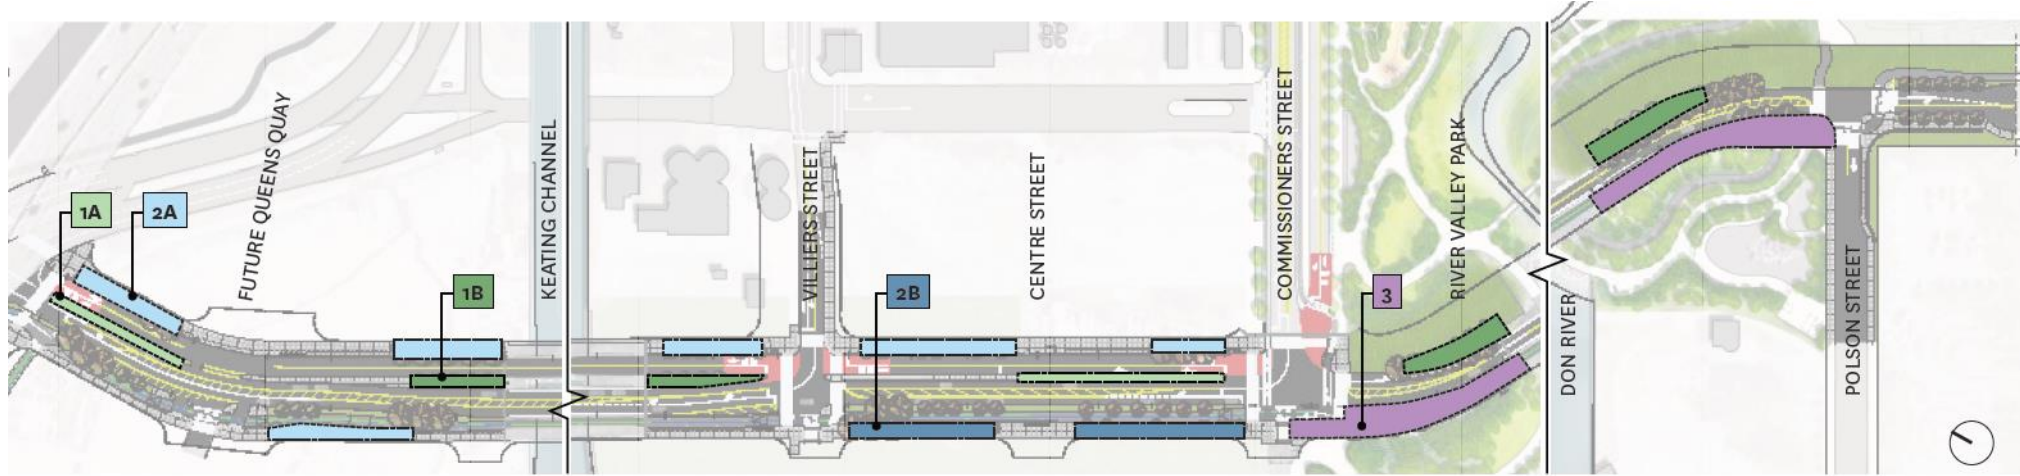 1A
2A
FUTURE QUEENS QUAY
1B
KEATING CHANNEL
VILLIERS STREET
2B
CENTRE STREET
COMMISSIONERS STREET
3
RIVER VALLEY PARK
DON RIVER
POLSON STREET